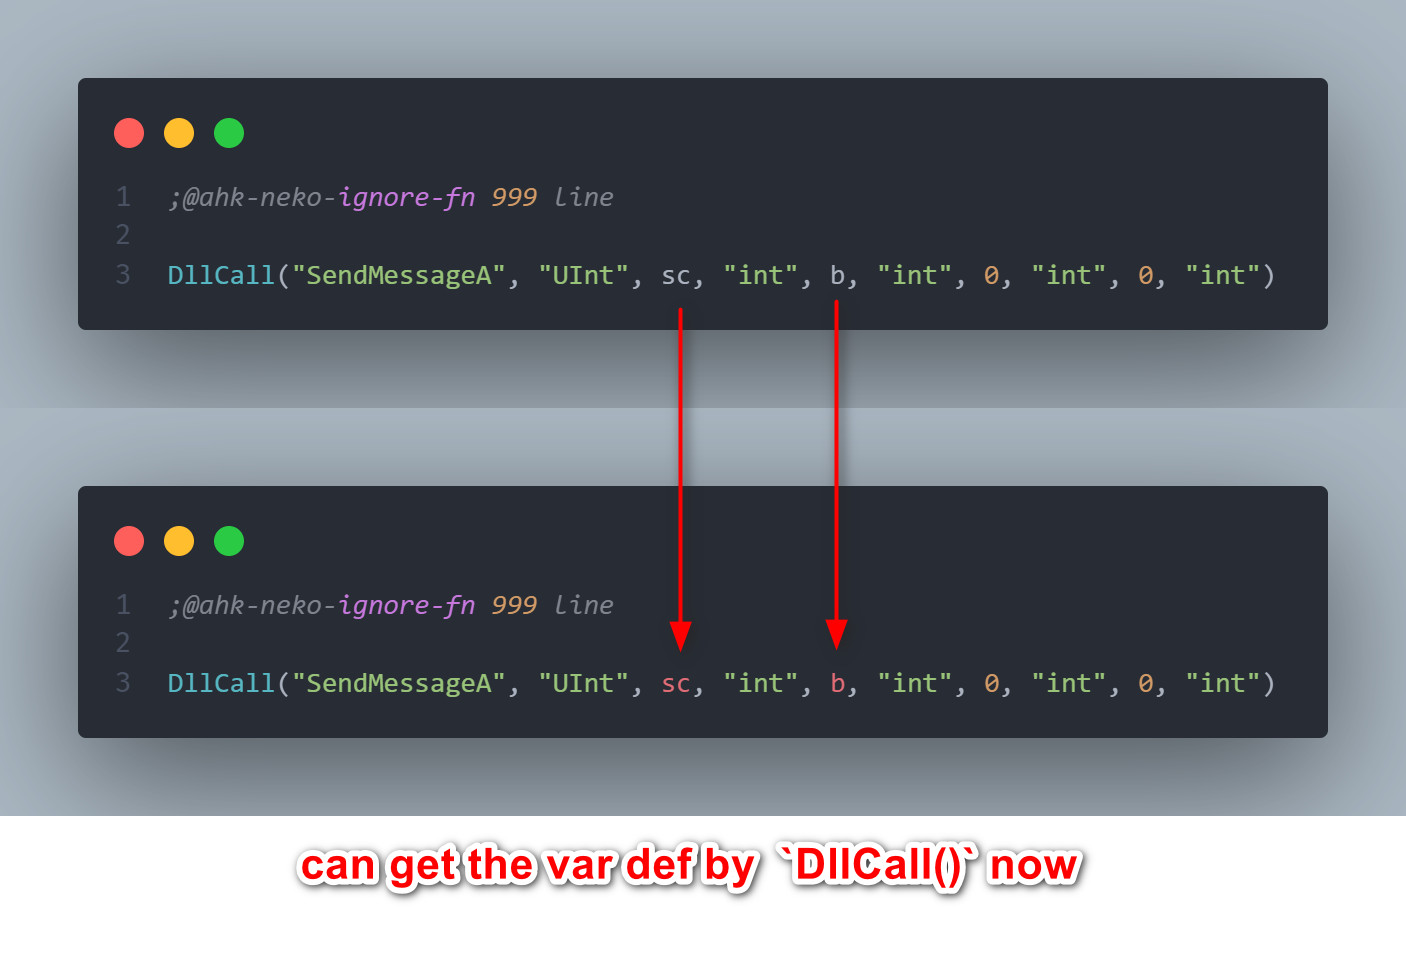 1 ;@ahk-neko-ignore-fn 999 line
2
3 DllCall("SendMessageA", "UInt", sc, "int", b, "int", 0, "int", 0, "int")
1 ;@ahk-neko-ignore-fn 999 line
2
3 DllCall("SendMessageA", "UInt", sc, "int", b, "int", 0, "int", 0, "int")
can get the var def by `DllCall()` now